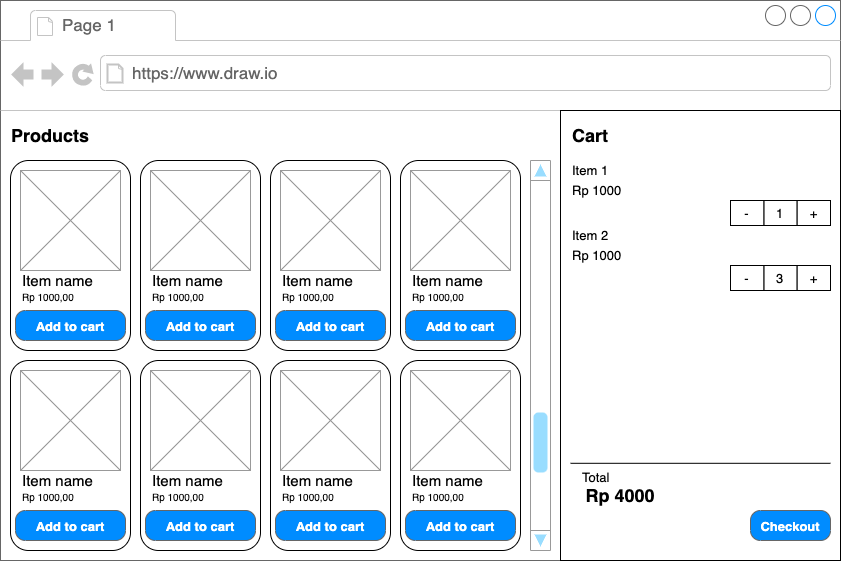 Page 1
https://www.draw.io
Products
Item name
Rp 1000,00
Add to cart
Item name
Rp 1000,00
Add to cart
Item name
Rp 1000,00
Add to cart
Item name
Rp 1000,00
Add to cart
Item name
Rp 1000,00
Add to cart
Item name
Rp 1000,00
Add to cart
Item name
Rp 1000,00
Add to cart
Item name
Rp 1000,00
Add to cart
Cart
Item 1
Rp 1000
- 1 +
Item 2
Rp 1000
- 3 +
Total
Rp 4000
Checkout